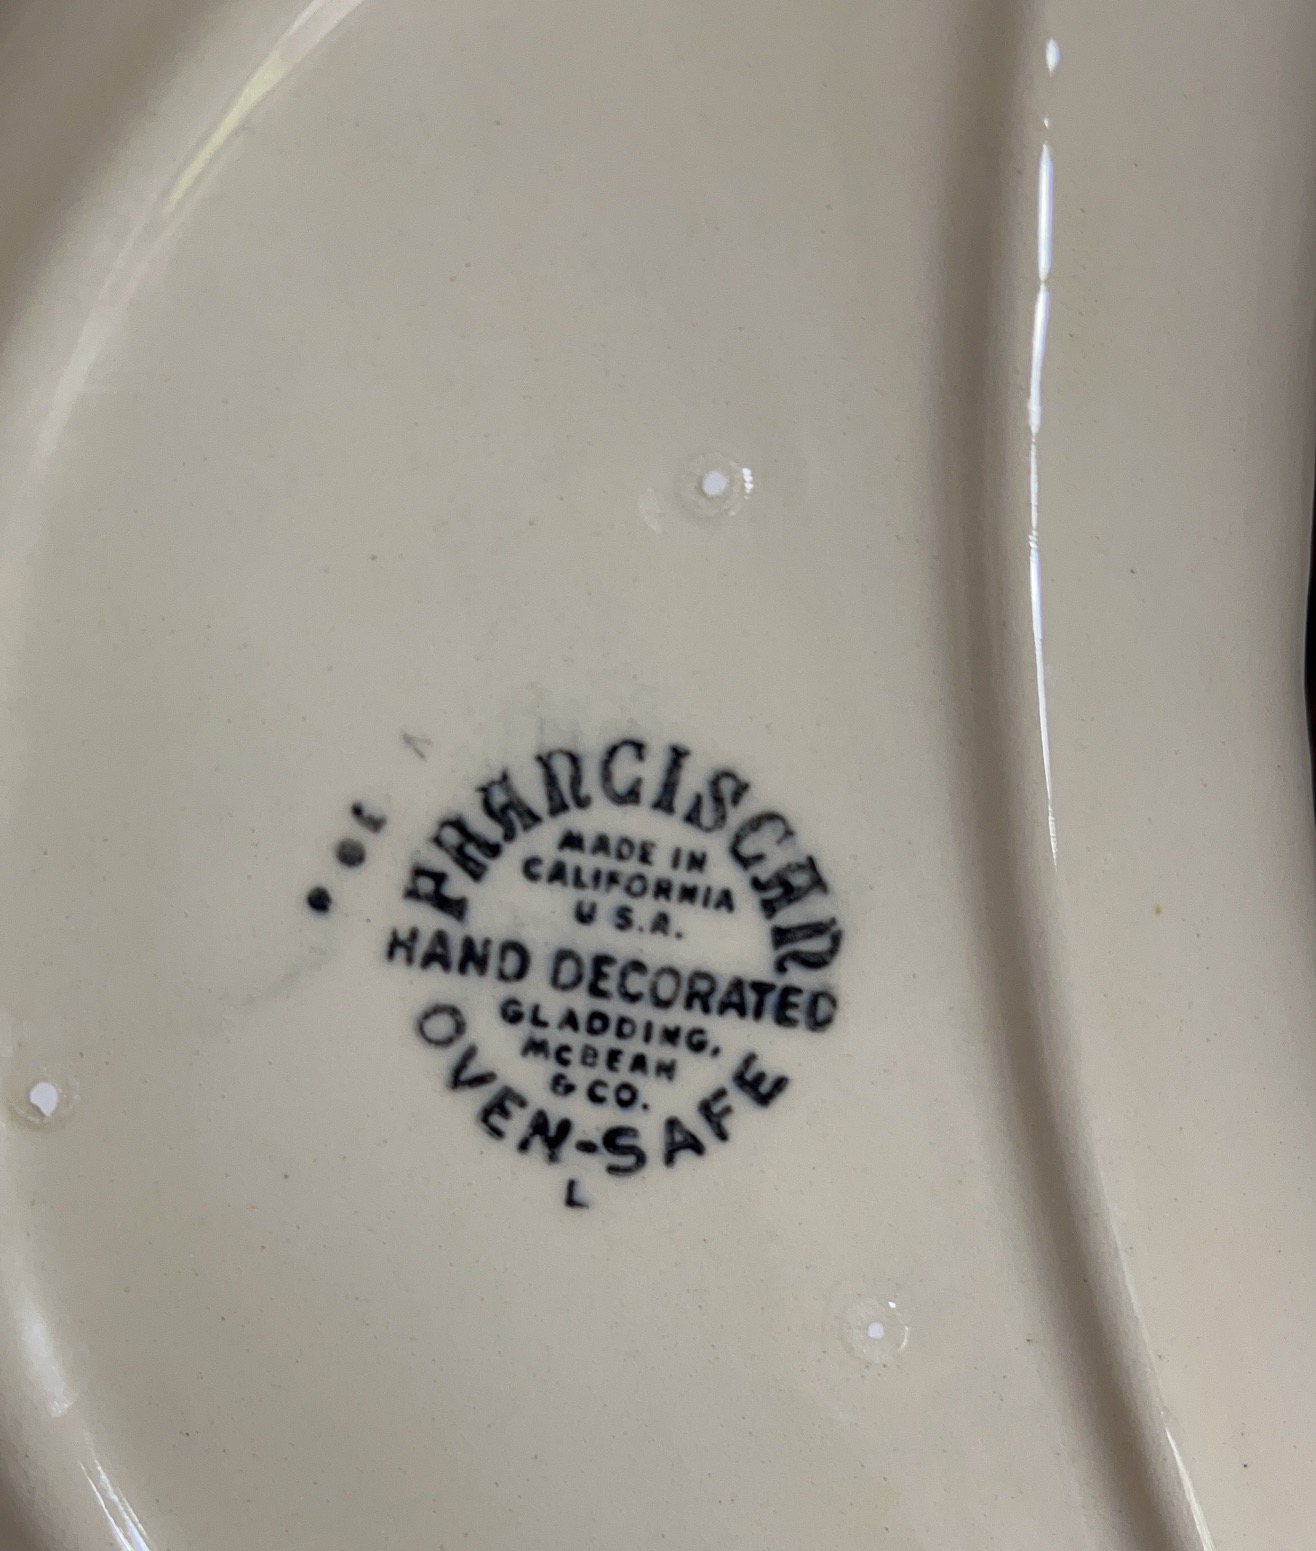 FRANCISCAN
MADE IN
CALIFORNIA
U.S.A.
HAND DECORATED
GLADDING,
MCBEAN
& CO.
OVEN-SAFE
L